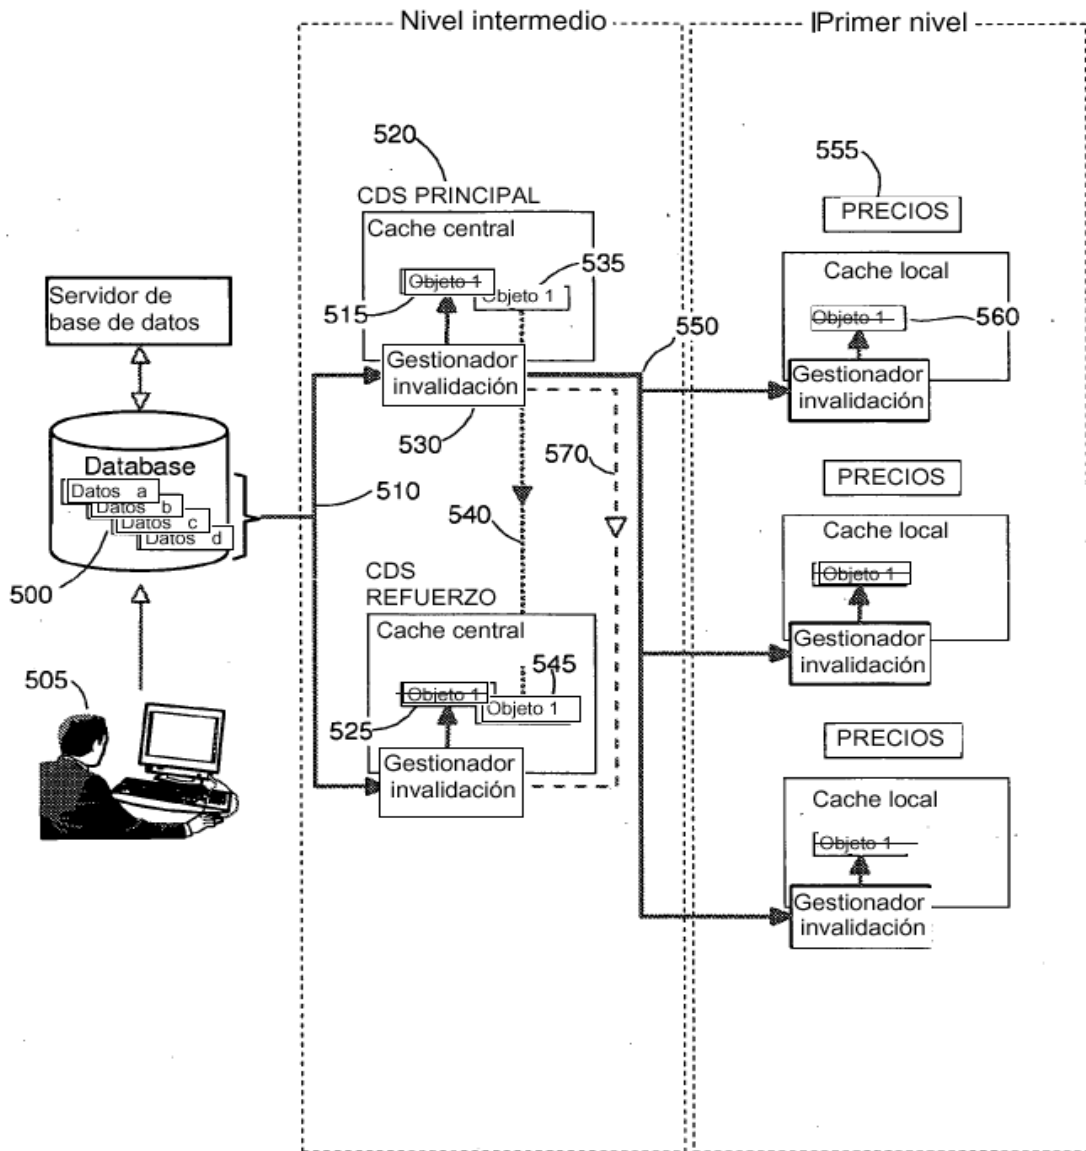 Nivel intermedio
Primer nivel
520
CDS PRINCIPAL
Cache central
Objeto 1
535
Objeto 1
515
Gestionador
invalidación
530
550
555
PRECIOS
Cache local
Objeto 1
560
Gestionador
invalidación
Servidor de
base de datos
Database
Datos a
Datos b
Datos c
Datos d
500
510
505
540
570
CDS
REFUERZO
Cache central
Objeto 1
545
Objeto 1
525
Gestionador
invalidación
PRECIOS
Cache local
Objeto 1
Gestionador
invalidación
PRECIOS
Cache local
Objeto 1
Gestionador
invalidación